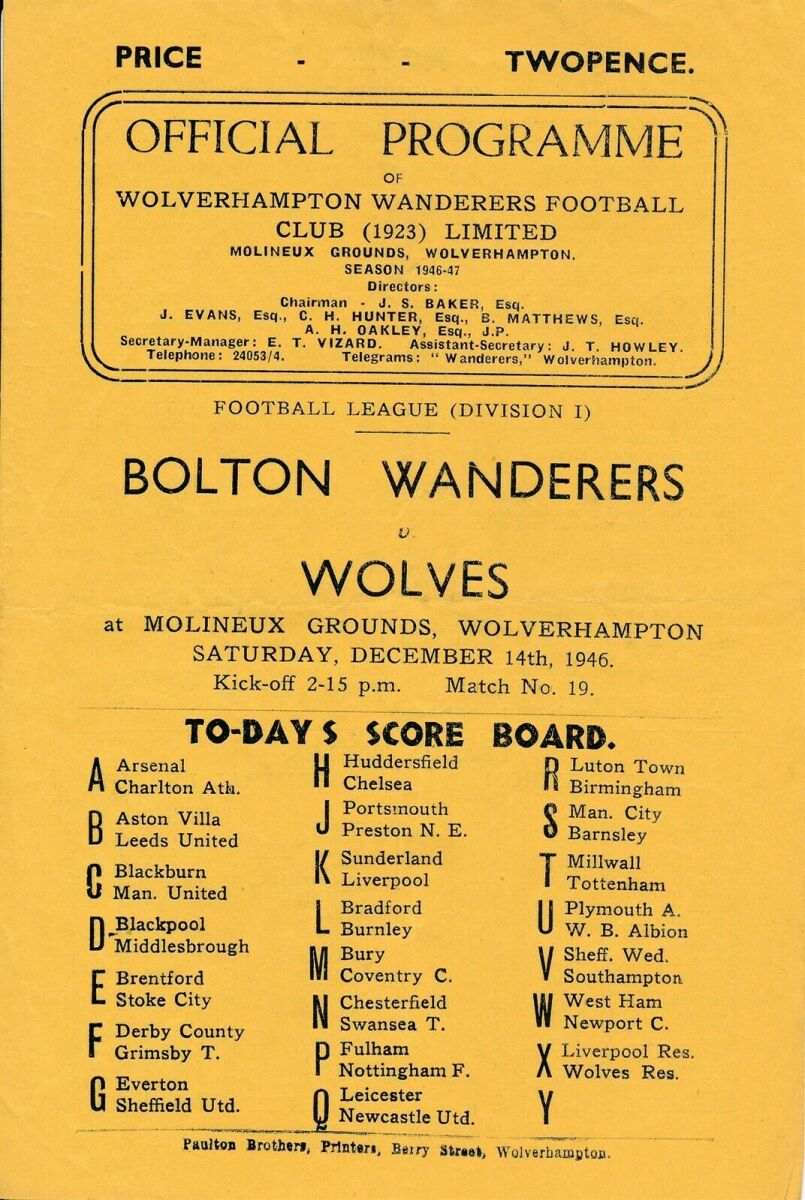 PRICE - - TWOPENCE.
OFFICIAL PROGRAMME
OF
WOLVERHAMPTON WANDERERS FOOTBALL
CLUB (1923) LIMITED
MOLINEUX GROUNDS, WOLVERHAMPTON.
SEASON 1946-47
Directors:
Chairman - J. S. BAKER, Esq.
J. EVANS, Esq., C. H. HUNTER, Esq., B. MATTHEWS, Esq.
A. H. OAKLEY, Esq., J.P.
Secretary-Manager: E. T. VIZARD. Assistant-Secretary: J. T. HOWLEY.
Telephone: 24053/4. Telegrams: "Wanderers," Wolverhampton.
FOOTBALL LEAGUE (DIVISION I)
BOLTON WANDERERS
v.
WOLVES
at MOLINEUX GROUNDS, WOLVERHAMPTON
SATURDAY, DECEMBER 14th, 1946.
Kick-off 2-15 p.m. Match No. 19.
TO-DAY S SCORE BOARD.
A Arsenal
Charlton Ath.
B Aston Villa
Leeds United
C Blackburn
Man. United
D Blackpool
Middlesbrough
E Brentford
Stoke City
F Derby County
Grimsby T.
G Everton
Sheffield Utd.
H Huddersfield
Chelsea
J Portsmouth
Preston N. E.
K Sunderland
Liverpool
L Bradford
Burnley
M Bury
Coventry C.
N Chesterfield
Swansea T.
P Fulham
Nottingham F.
Q Leicester
Newcastle Utd.
R Luton Town
Birmingham
S Man. City
Barnsley
T Millwall
Tottenham
U Plymouth A.
W. B. Albion
V Sheff. Wed.
Southampton
W West Ham
Newport C.
X Liverpool Res.
Wolves Res.
Y
Paulton Brothers, Printers, Berry Street, Wolverhampton.